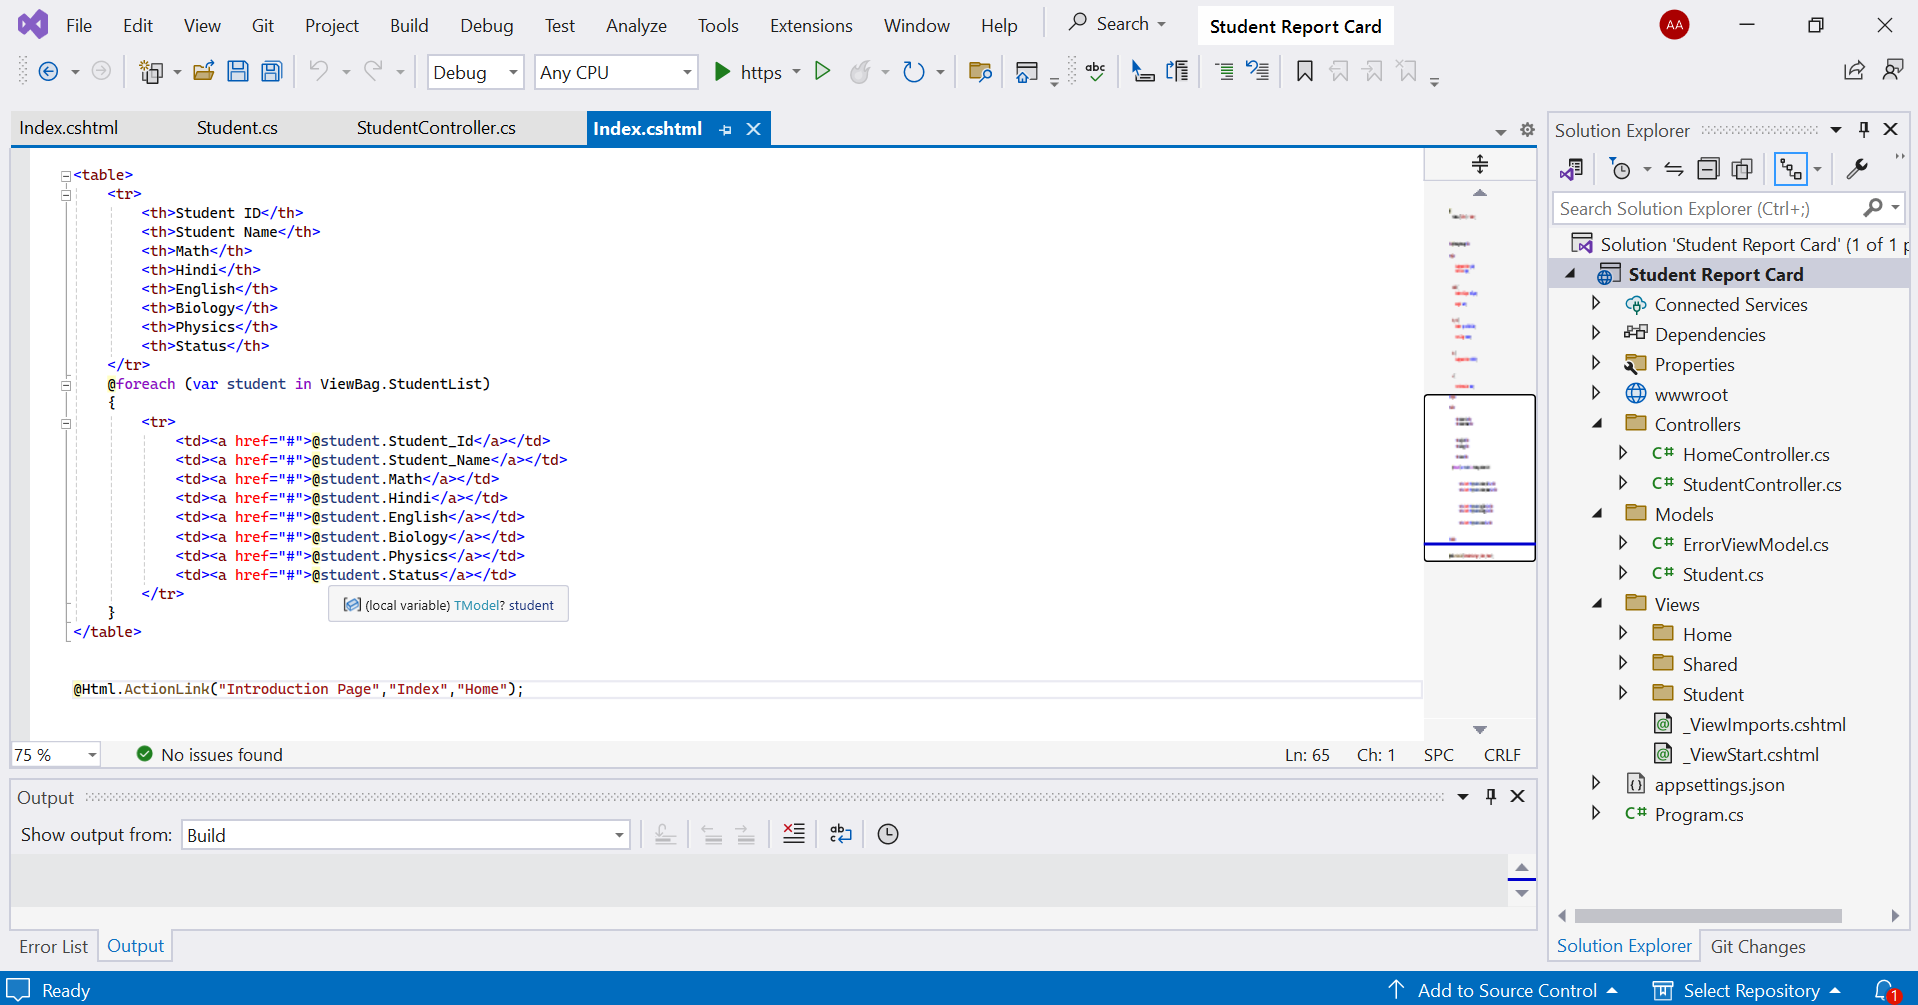 File Edit View Git Project Build Debug Test Analyze Tools Extensions Window Help Search Student Report Card AA
Debug Any CPU https abc
Index.cshtml Student.cs StudentController.cs Index.cshtml
<table>
<tr>
<th>Student ID</th>
<th>Student Name</th>
<th>Math</th>
<th>Hindi</th>
<th>English</th>
<th>Biology</th>
<th>Physics</th>
<th>Status</th>
</tr>
@foreach (var student in ViewBag.StudentList)
{
<tr>
<td><a href="#">@student.Student_Id</a></td>
<td><a href="#">@student.Student_Name</a></td>
<td><a href="#">@student.Math</a></td>
<td><a href="#">@student.Hindi</a></td>
<td><a href="#">@student.English</a></td>
<td><a href="#">@student.Biology</a></td>
<td><a href="#">@student.Physics</a></td>
<td><a href="#">@student.Status</a></td>
</tr>
(local variable) TModel? student
}
</table>
@Html.ActionLink("Introduction Page","Index","Home");
75 % No issues found Ln: 65 Ch: 1 SPC CRLF
Output
Show output from: Build
Error List Output
Solution Explorer
Search Solution Explorer (Ctrl+;)
Solution 'Student Report Card' (1 of 1 p
Student Report Card
Connected Services
Dependencies
Properties
wwwroot
Controllers
C# HomeController.cs
C# StudentController.cs
Models
C# ErrorViewModel.cs
C# Student.cs
Views
Home
Shared
Student
_ViewImports.cshtml
_ViewStart.cshtml
appsettings.json
C# Program.cs
Solution Explorer Git Changes
Ready Add to Source Control Select Repository 1